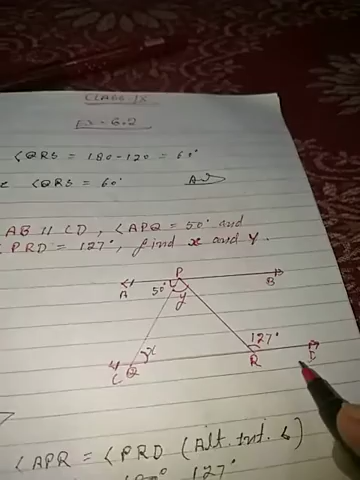 CLASS-IX
Ex-6.2
∠QRS = 180-120 = 60°
∠QRS = 60°
AB || CD, ∠APQ = 50° and
∠PRD = 127°, find x and y.
P
A
B
50°
y
127°
x
C Q
R
D
∠APR = ∠PRD (Alt. Int. ∠)
127°